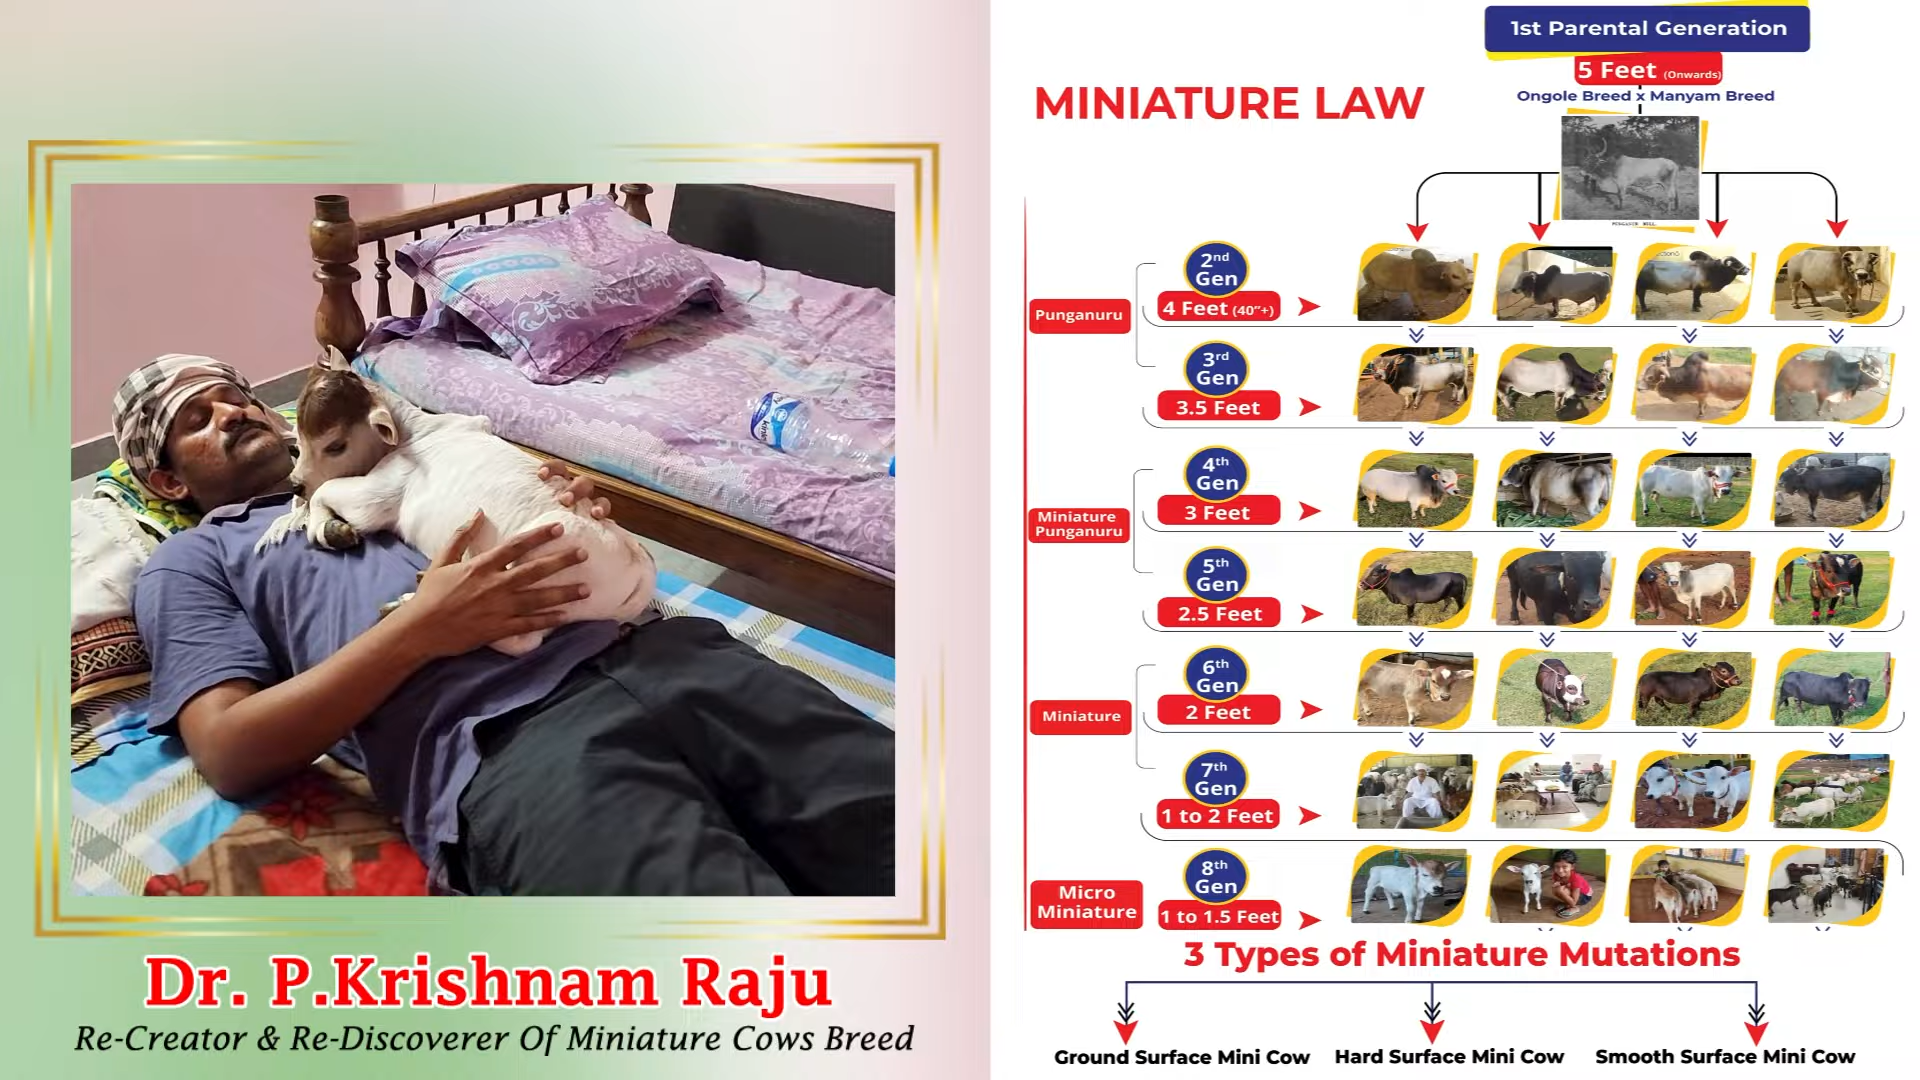 Dr. P.Krishnam Raju
Re-Creator & Re-Discoverer Of Miniature Cows Breed
MINIATURE LAW
1st Parental Generation
5 Feet (Onwards)
Ongole Breed x Manyam Breed
PUNGANUR BULL.
Punganuru
2nd
Gen
4 Feet (40"+)
3rd
Gen
3.5 Feet
Miniature
Punganuru
4th
Gen
3 Feet
5th
Gen
2.5 Feet
Miniature
6th
Gen
2 Feet
7th
Gen
1 to 2 Feet
Micro
Miniature
8th
Gen
1 to 1.5 Feet
3 Types of Miniature Mutations
Ground Surface Mini Cow
Hard Surface Mini Cow
Smooth Surface Mini Cow